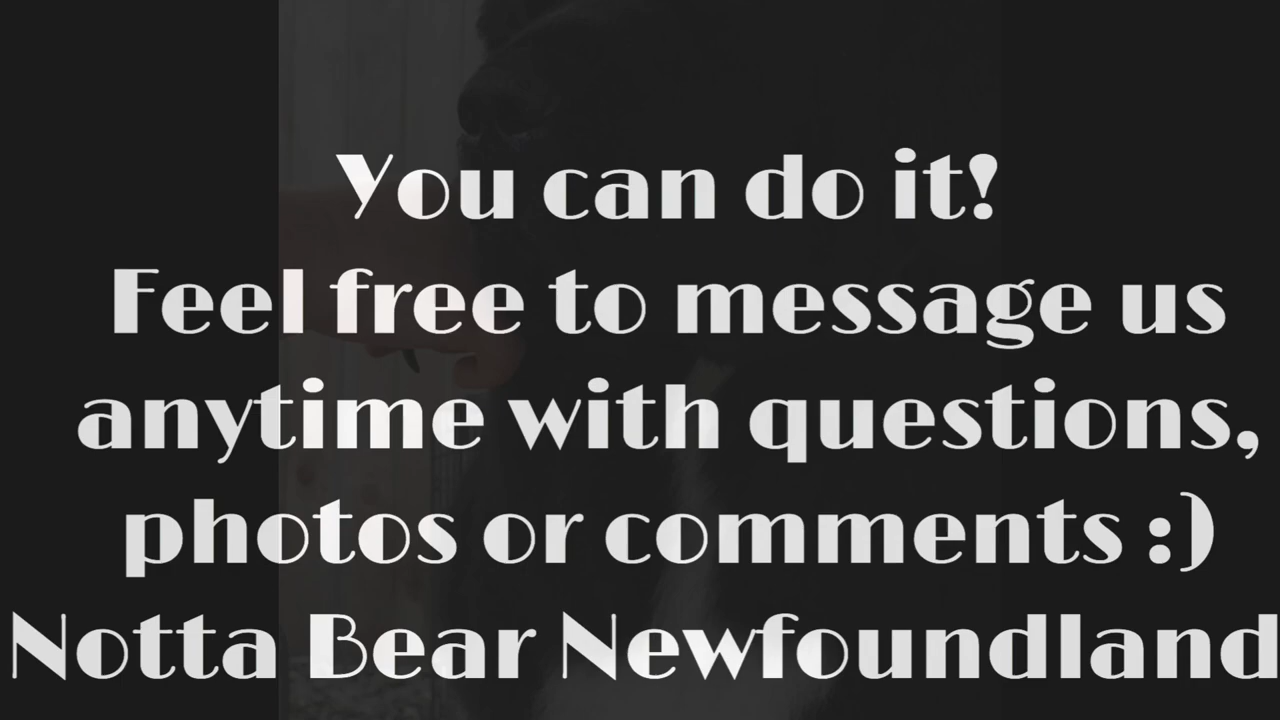 You can do it!
Feel free to message us
anytime with questions,
photos or comments :)
Notta Bear Newfoundland